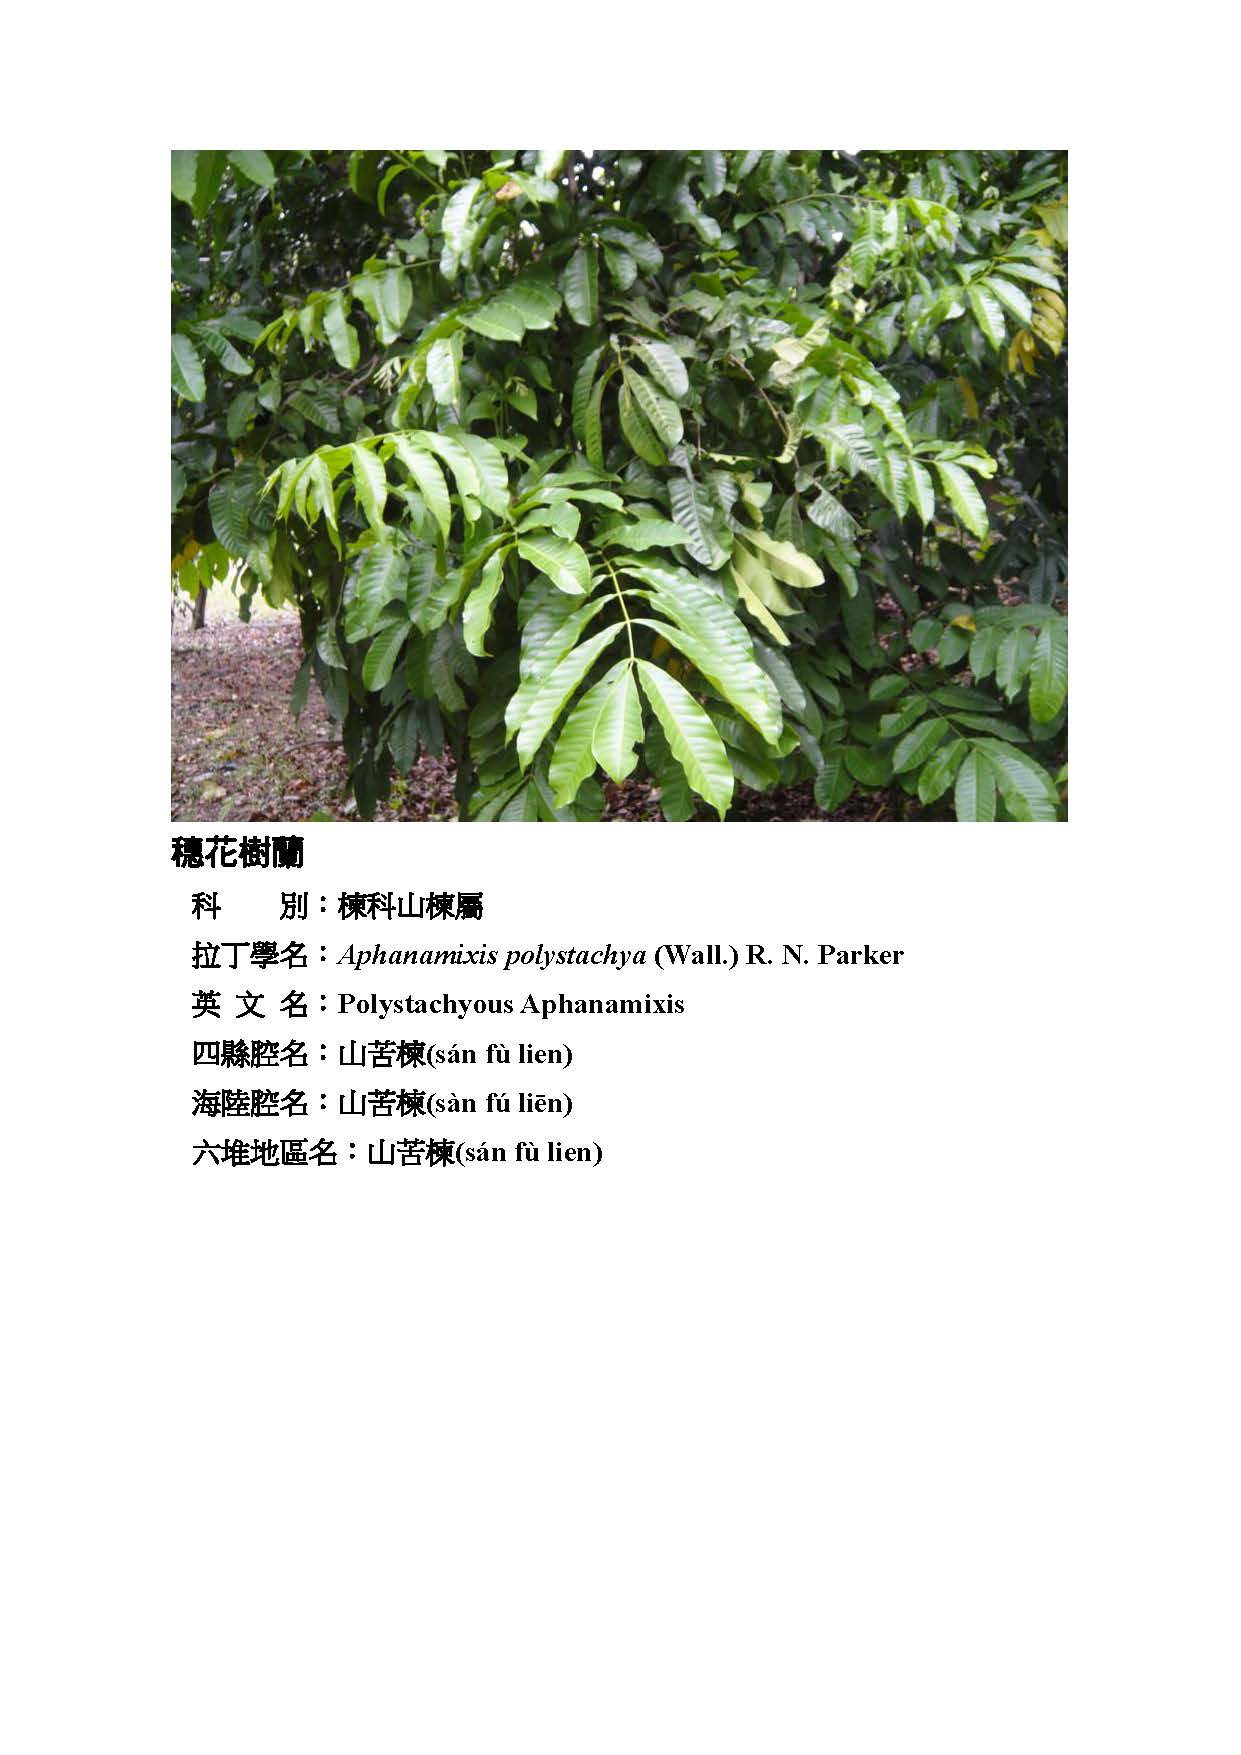 穗花樹蘭
科　　別：楝科山楝屬
拉丁學名：Aphanamixis polystachya (Wall.) R. N. Parker
英 文 名：Polystachyous Aphanamixis
四縣腔名：山苦楝(sán fù lien)
海陸腔名：山苦楝(sàn fú liēn)
六堆地區名：山苦楝(sán fù lien)